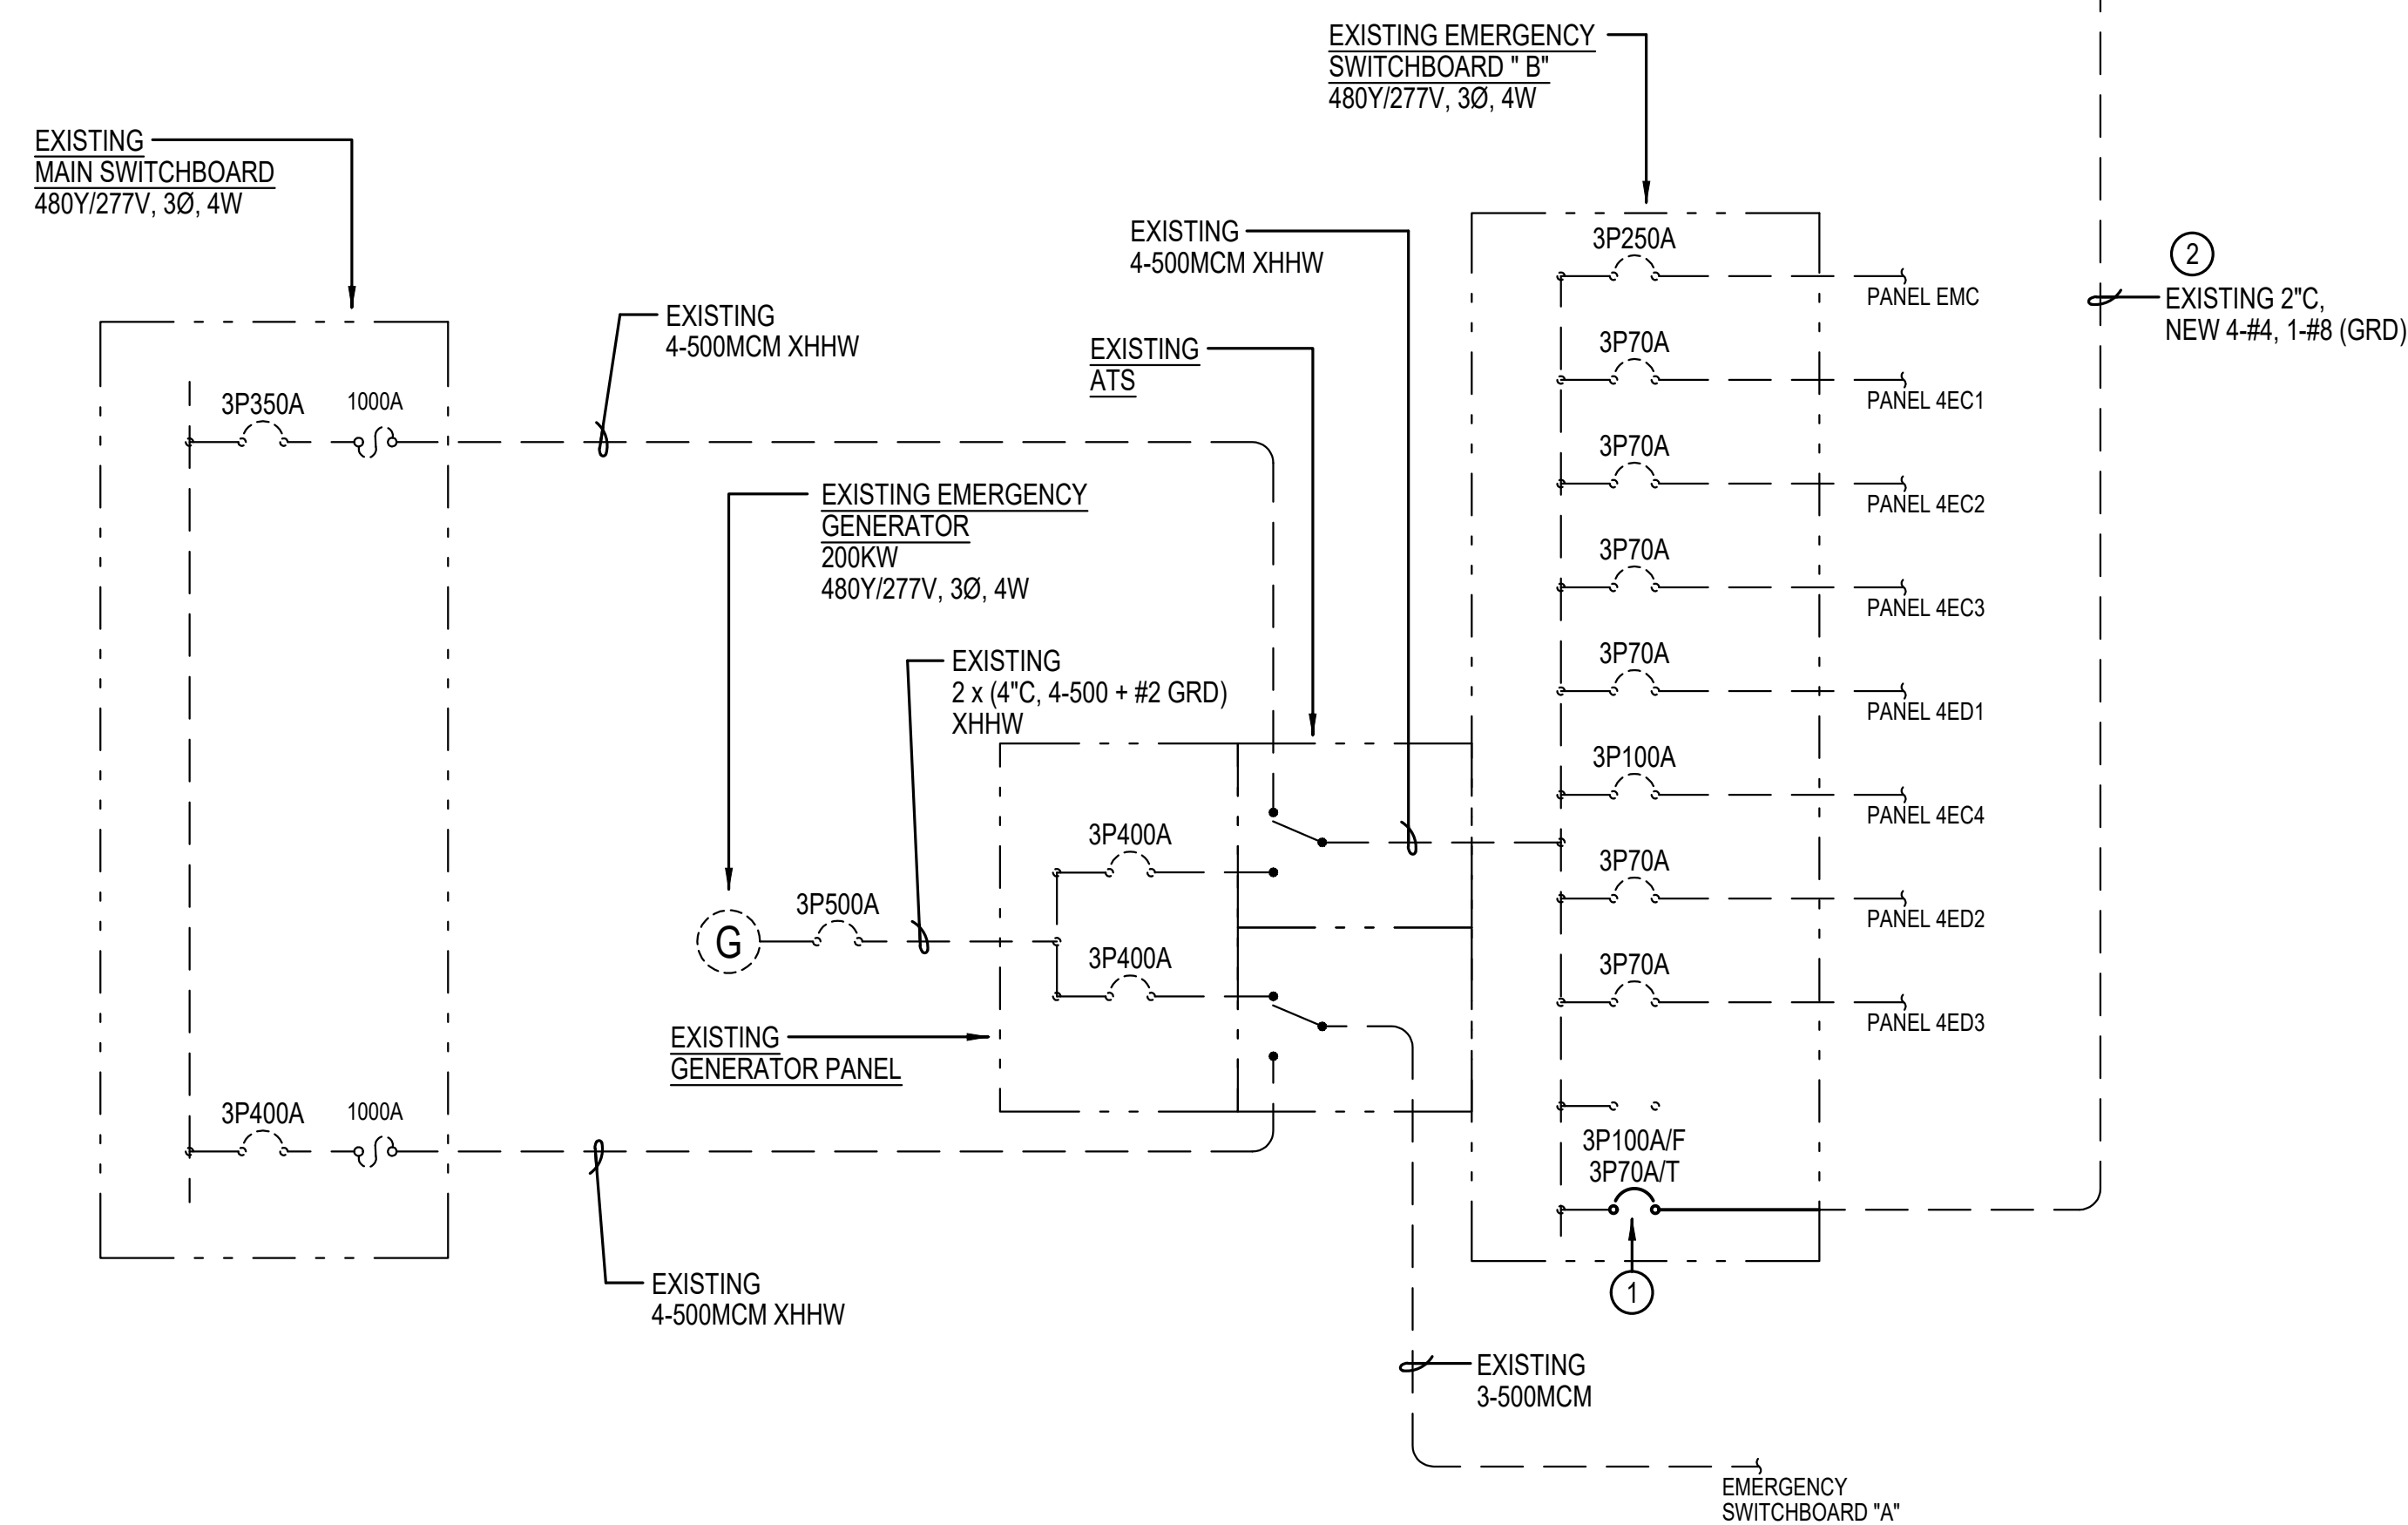 EXISTING EMERGENCY
SWITCHBOARD " B"
480Y/277V, 3Ø, 4W
EXISTING
MAIN SWITCHBOARD
480Y/277V, 3Ø, 4W
EXISTING
4-500MCM XHHW
3P250A
PANEL EMC
2
EXISTING 2"C,
NEW 4-#4, 1-#8 (GRD)
EXISTING
4-500MCM XHHW
EXISTING
ATS
3P70A
PANEL 4EC1
3P350A
1000A
3P70A
PANEL 4EC2
EXISTING EMERGENCY
GENERATOR
200KW
480Y/277V, 3Ø, 4W
3P70A
PANEL 4EC3
EXISTING
2 x (4"C, 4-500 + #2 GRD)
XHHW
3P70A
PANEL 4ED1
3P100A
PANEL 4EC4
3P400A
3P70A
PANEL 4ED2
3P500A
G
3P400A
3P70A
PANEL 4ED3
EXISTING
GENERATOR PANEL
3P400A
1000A
3P100A/F
3P70A/T
1
EXISTING
4-500MCM XHHW
EXISTING
3-500MCM
EMERGENCY
SWITCHBOARD "A"